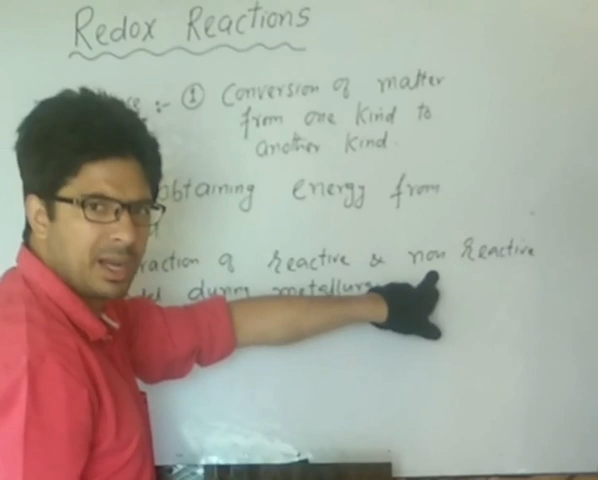 Redox Reactions
:- ① Conversion of matter
from one kind to
another kind.
obtaining energy from
raction of reactive & non reactive
during metallurg